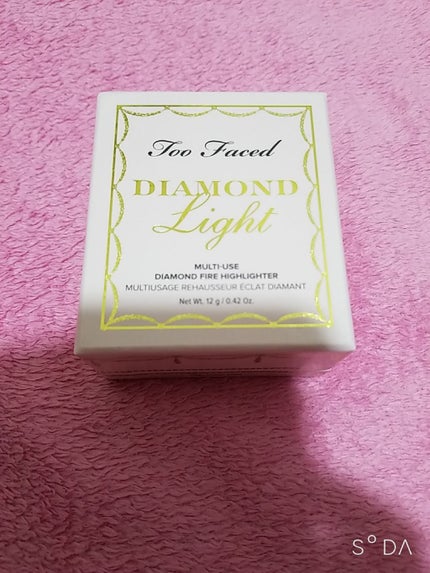 Too Faced
DIAMOND
Light
MULTI-USE
DIAMOND FIRE HIGHLIGHTER
MULTIUSAGE REHAUSSEUR ÉCLAT DIAMANT
Net Wt. 12 g / 0.42 Oz.
S°DA